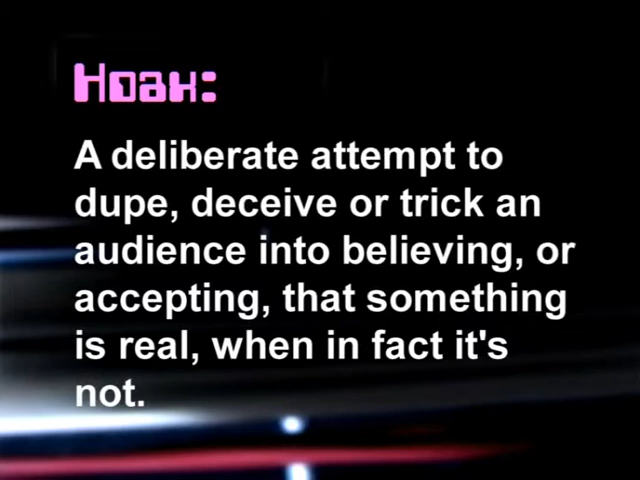 Hoax:
A deliberate attempt to
dupe, deceive or trick an
audience into believing, or
accepting, that something
is real, when in fact it's
not.